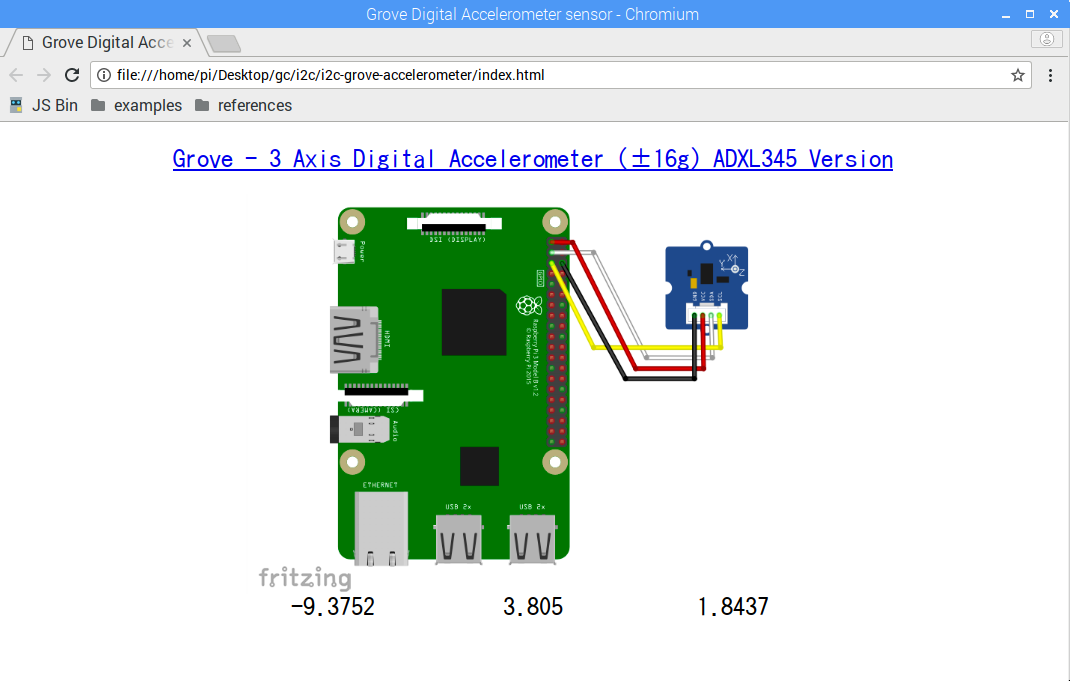 Grove Digital Accelerometer sensor - Chromium
Grove Digital Acce
file:///home/pi/Desktop/gc/i2c/i2c-grove-accelerometer/index.html
JS Bin examples references
Grove - 3 Axis Digital Accelerometer (±16g) ADXL345 Version
DSI (DISPLAY)
Power
GPIO
HDMI
Raspberry Pi 3 Model B v1.2
© Raspberry Pi 2015
CSI (CAMERA)
Audio
ETHERNET
USB 2x
USB 2x
X
Y
Z
GND
VCC
SDA
SCL
fritzing
-9.3752 3.805 1.8437